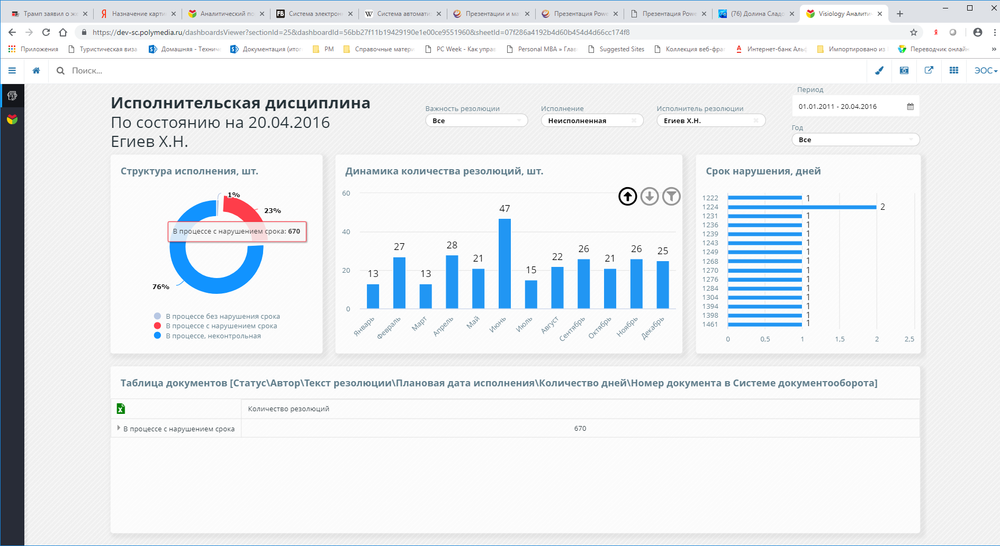 Трамп заявил о же
Назначение карти
Аналитический по
Система электрон
Система автомати
Презентации и ма
Презентация Powe
Презентация Powe
(76) Долина Сладо
Visiology Аналити
https://dev-sc.polymedia.ru/dashboardsViewer?sectionId=25&dashboardId=56bb27f11b19429190e1e00ce9551960&sheetId=07f286a4192b4d60b454d4d66cc174f8
Приложения
Туристическая виза
Домашняя - Техниче
Документация (итог
PM
Справочные матери
PC Week - Как управ
Personal MBA » Глав
Suggested Sites
Коллекция веб-фраг
Интернет-банк Альф
Импортировано из
Переводчик онлайн
»
Поиск...
ЭОС
Исполнительская дисциплина
По состоянию на 20.04.2016
Егиев Х.Н.
Важность резолюции
Все
Исполнение
Неисполненная
Исполнитель резолюции
Егиев Х.Н.
Период
01.01.2011 - 20.04.2016
Год
Все
Структура исполнения, шт.
1%
23%
В процессе с нарушением срока: 670
76%
В процессе без нарушения срока
В процессе с нарушением срока
В процессе, неконтрольная
Динамика количества резолюций, шт.
60
40
20
0
13
27
13
28
21
47
15
22
26
21
26
25
Январь
Февраль
Март
Апрель
Май
Июнь
Июль
Август
Сентябрь
Октябрь
Ноябрь
Декабрь
Срок нарушения, дней
1222 1
1224 2
1231 1
1236 1
1239 1
1243 1
1249 1
1268 1
1270 1
1276 1
1284 1
1304 1
1394 1
1398 1
1461 1
0 0,5 1 1,5 2 2,5
Таблица документов [Статус\Автор\Текст резолюции\Плановая дата исполнения\Количество дней\Номер документа в Системе документооборота]
Количество резолюций
В процессе с нарушением срока 670